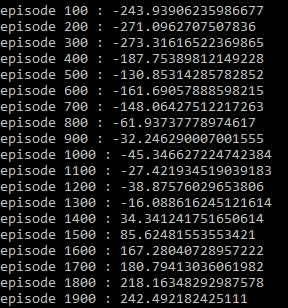 episode 100 : -243.93906235986677
episode 200 : -271.0962707507836
episode 300 : -273.31616522369865
episode 400 : -187.75389812149228
episode 500 : -130.85314285782852
episode 600 : -161.69057888598215
episode 700 : -148.06427512217263
episode 800 : -61.93737778974617
episode 900 : -32.246290007001555
episode 1000 : -45.346627224742384
episode 1100 : -27.421934519039183
episode 1200 : -38.87576029653806
episode 1300 : -16.088616245121614
episode 1400 : 34.341241751650614
episode 1500 : 85.62481553553421
episode 1600 : 167.28040728957222
episode 1700 : 180.79413036061982
episode 1800 : 218.16348292987578
episode 1900 : 242.492182425111